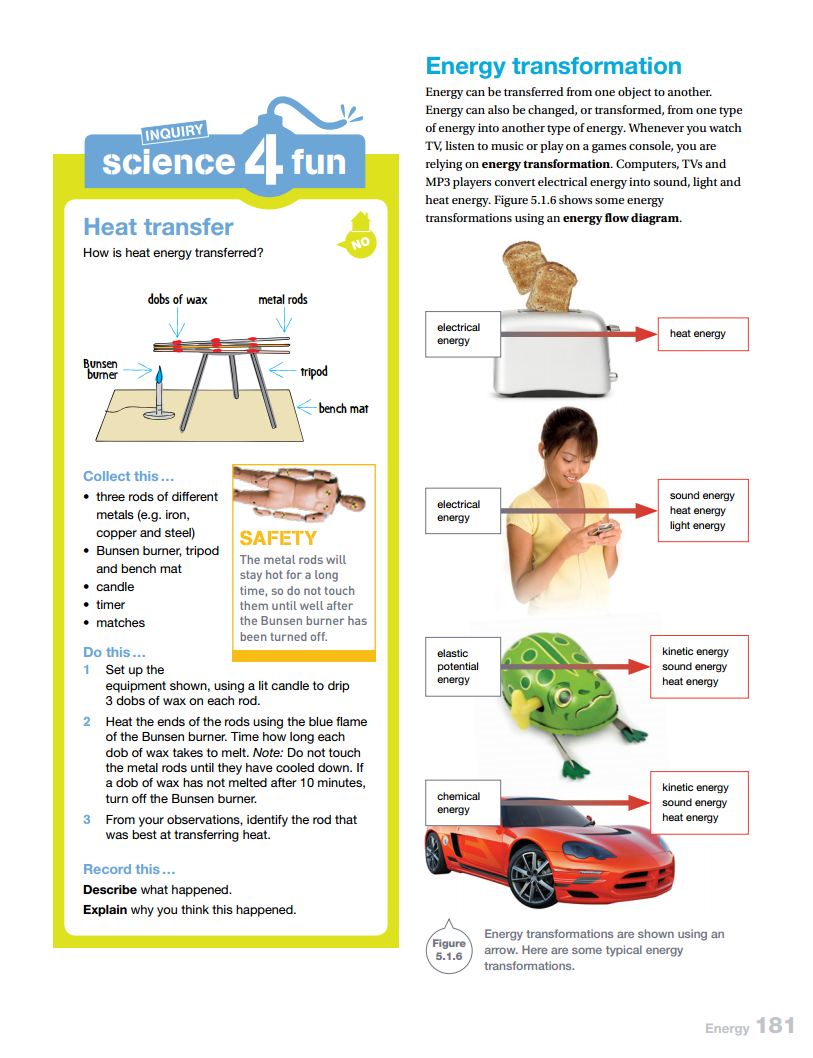 INQUIRY
science 4 fun
Heat transfer
NO
How is heat energy transferred?
dobs of wax
metal rods
Bunsen
burner
tripod
bench mat
Collect this…
• three rods of different
metals (e.g. iron,
copper and steel)
• Bunsen burner, tripod
and bench mat
• candle
• timer
• matches
SAFETY
The metal rods will
stay hot for a long
time, so do not touch
them until well after
the Bunsen burner has
been turned off.
Do this…
1 Set up the
equipment shown, using a lit candle to drip
3 dobs of wax on each rod.
2 Heat the ends of the rods using the blue flame
of the Bunsen burner. Time how long each
dob of wax takes to melt. Note: Do not touch
the metal rods until they have cooled down. If
a dob of wax has not melted after 10 minutes,
turn off the Bunsen burner.
3 From your observations, identify the rod that
was best at transferring heat.
Record this…
Describe what happened.
Explain why you think this happened.
Energy transformation
Energy can be transferred from one object to another.
Energy can also be changed, or transformed, from one type
of energy into another type of energy. Whenever you watch
TV, listen to music or play on a games console, you are
relying on energy transformation. Computers, TVs and
MP3 players convert electrical energy into sound, light and
heat energy. Figure 5.1.6 shows some energy
transformations using an energy flow diagram.
electrical
energy
heat energy
electrical
energy
sound energy
heat energy
light energy
elastic
potential
energy
kinetic energy
sound energy
heat energy
chemical
energy
kinetic energy
sound energy
heat energy
Figure
5.1.6
Energy transformations are shown using an
arrow. Here are some typical energy
transformations.
Energy 181